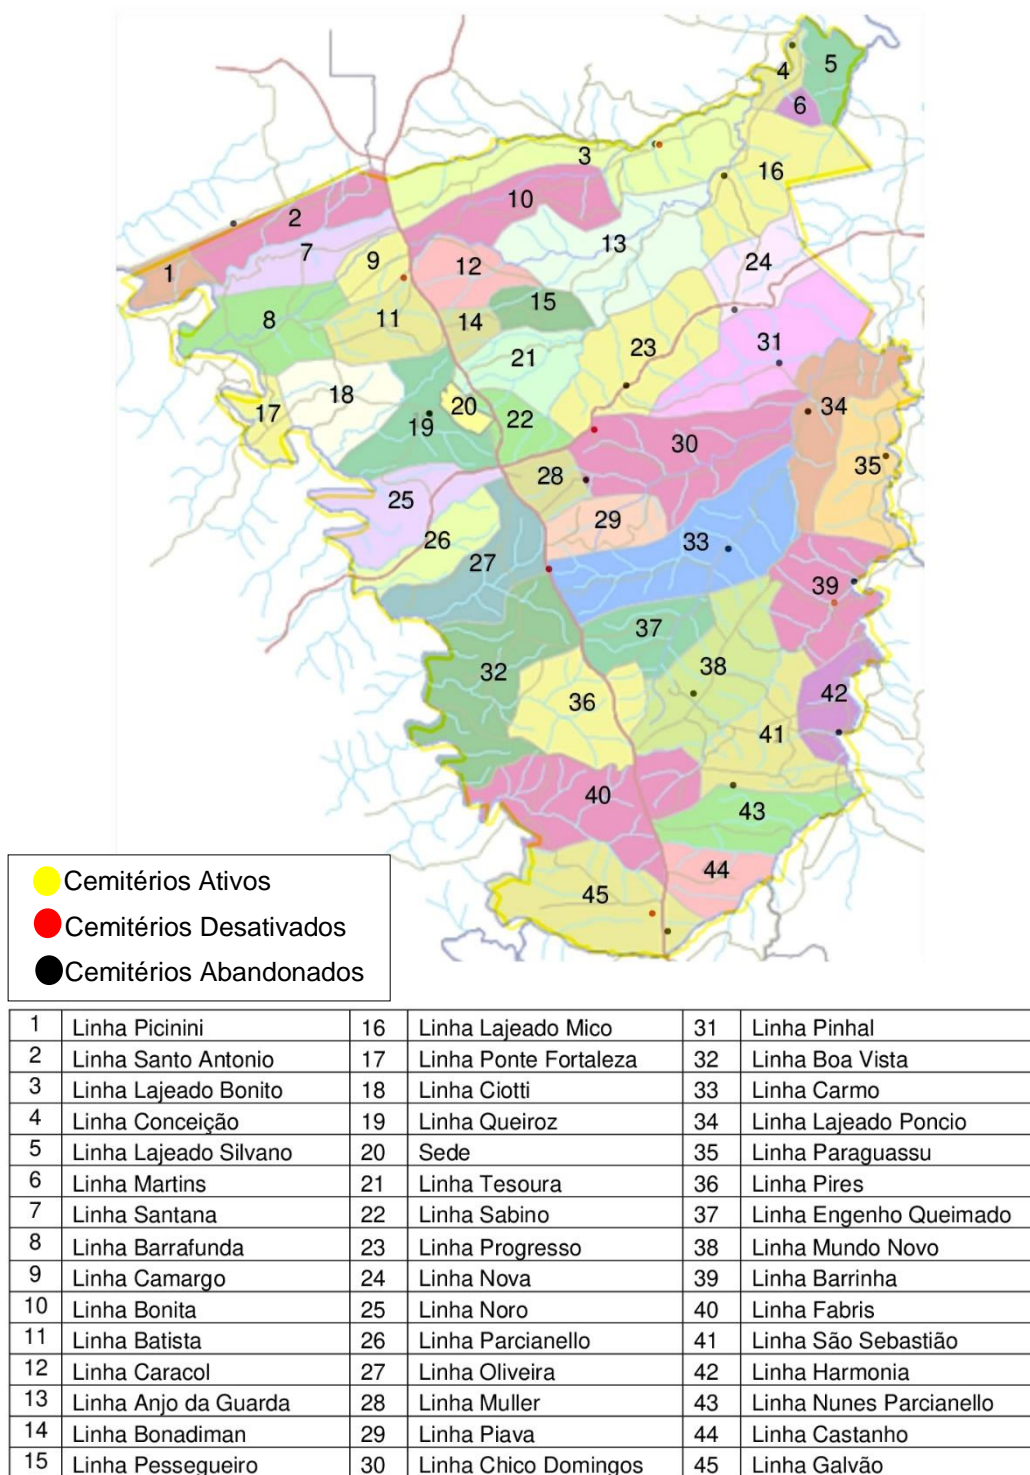 4
5
6
3
16
10
2
13
7
9
24
12
1
15
8
11
14
23
31
21
18
17
20
34
19
22
30
35
28
25
29
26
33
27
39
37
32
38
42
36
41
40
43
44
45
Cemitérios Ativos
Cemitérios Desativados
Cemitérios Abandonados
1 Linha Picinini 16 Linha Lajeado Mico 31 Linha Pinhal
2 Linha Santo Antonio 17 Linha Ponte Fortaleza 32 Linha Boa Vista
3 Linha Lajeado Bonito 18 Linha Ciotti 33 Linha Carmo
4 Linha Conceição 19 Linha Queiroz 34 Linha Lajeado Poncio
5 Linha Lajeado Silvano 20 Sede 35 Linha Paraguassu
6 Linha Martins 21 Linha Tesoura 36 Linha Pires
7 Linha Santana 22 Linha Sabino 37 Linha Engenho Queimado
8 Linha Barrafunda 23 Linha Progresso 38 Linha Mundo Novo
9 Linha Camargo 24 Linha Nova 39 Linha Barrinha
10 Linha Bonita 25 Linha Noro 40 Linha Fabris
11 Linha Batista 26 Linha Parcianello 41 Linha São Sebastião
12 Linha Caracol 27 Linha Oliveira 42 Linha Harmonia
13 Linha Anjo da Guarda 28 Linha Muller 43 Linha Nunes Parcianello
14 Linha Bonadiman 29 Linha Piava 44 Linha Castanho
15 Linha Pessegueiro 30 Linha Chico Domingos 45 Linha Galvão